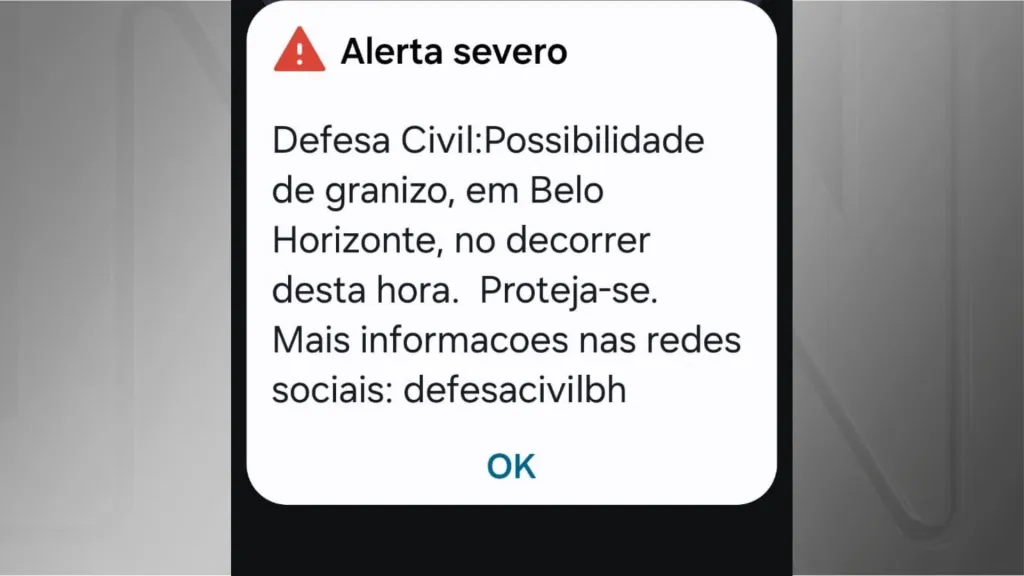 Alerta severo
Defesa Civil:Possibilidade
de granizo, em Belo
Horizonte, no decorrer
desta hora.  Proteja-se.
Mais informacoes nas redes
sociais: defesacivilbh
OK